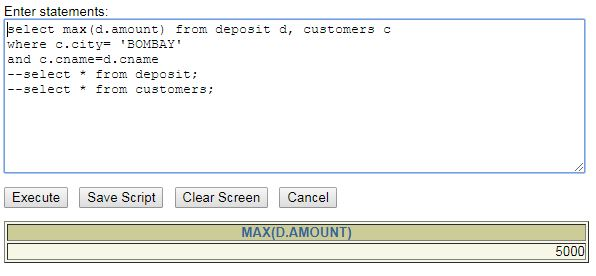 Enter statements:
select max(d.amount) from deposit d, customers c
where c.city= 'BOMBAY'
and c.cname=d.cname
--select * from deposit;
--select * from customers;
Execute Save Script Clear Screen Cancel
MAX(D.AMOUNT)
5000